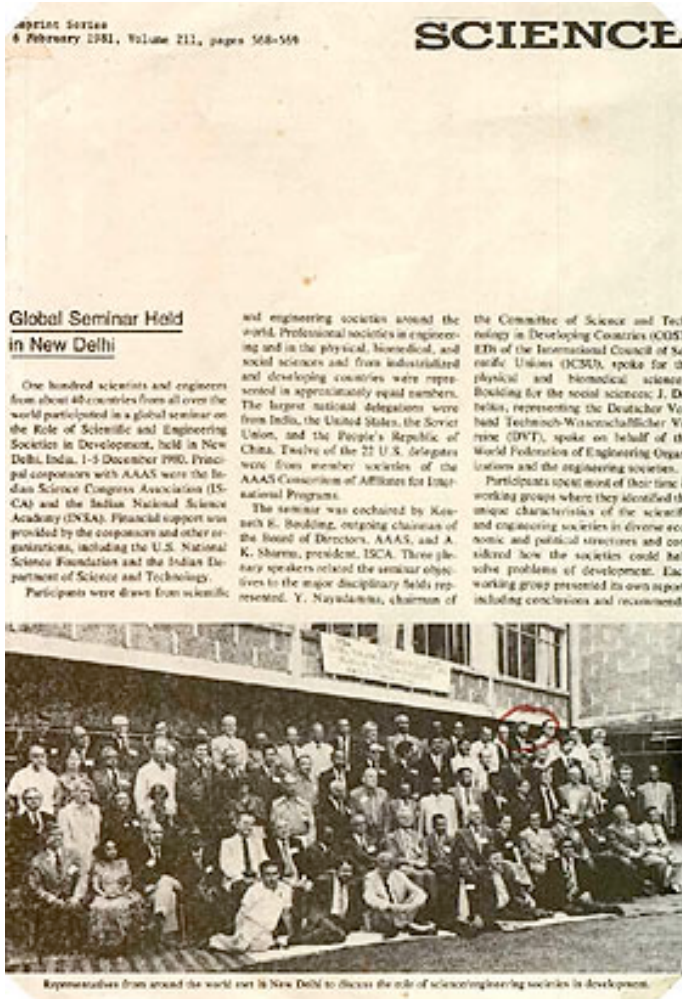 Reprint Series
6 February 1981, Volume 211, pages 568-569
SCIENCE
Global Seminar Held
in New Delhi
One hundred scientists and engineers
from about 40 countries from all over the
world participated in a global seminar on
the Role of Scientific and Engineering
Societies in Development, held in New
Delhi, India, 1-5 December 1980. Princi-
pal cosponsors with AAAS were the In-
dian Science Congress Association (IS-
CA) and the Indian National Science
Academy (INSA). Financial support was
provided by the cosponsors and other or-
ganizations, including the U.S. National
Science Foundation and the Indian De-
partment of Science and Technology.
Participants were drawn from scientific
and engineering societies around the
world. Professional societies in engineer-
ing and in the physical, biomedical, and
social sciences and from industrialized
and developing countries were repre-
sented in approximately equal numbers.
The largest national delegations were
from India, the United States, the Soviet
Union, and the People's Republic of
China. Twelve of the 22 U.S. delegates
were from member societies of the
AAAS Consortium of Affiliates for Inter-
national Programs.
The seminar was cochaired by Ken-
neth E. Boulding, outgoing chairman of
the Board of Directors, AAAS, and A.
K. Sharma, president, ISCA. Three ple-
nary speakers related the seminar objec-
tives to the major disciplinary fields rep-
resented. Y. Nayudamma, chairman of
the Committee of Science and Tech
nology in Developing Countries (COST
ED) of the International Council of Sc
entific Unions (ICSU), spoke for th
physical and biomedical science
Boulding for the social sciences; J. D
representing the Deutscher Ve
band Technisch-Wissenschaftlicher V
reine (DVT), spoke on behalf of th
World Federation of Engineering Organ
izations and the engineering societies.
Participants spent most of their time i
working groups where they identified th
unique characteristics of the scientif
and engineering societies in diverse eco
nomic and political structures and con
sidered how the societies could hel
solve problems of development. Eac
working group presented its own report
including conclusions and recommend
Representatives from around the world met in New Delhi to discuss the role of science/engineering societies in development.